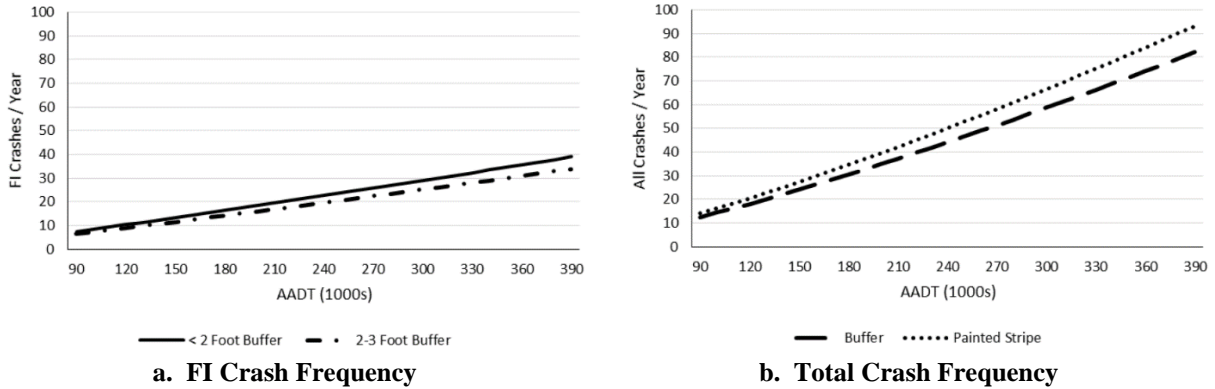 100
90
80
70
60
50
40
30
20
10
0
FI Crashes / Year
90 120 150 180 210 240 270 300 330 360 390
AADT (1000s)
< 2 Foot Buffer 2-3 Foot Buffer
a. FI Crash Frequency
100
90
80
70
60
50
40
30
20
10
0
All Crashes / Year
90 120 150 180 210 240 270 300 330 360 390
AADT (1000s)
Buffer Painted Stripe
b. Total Crash Frequency